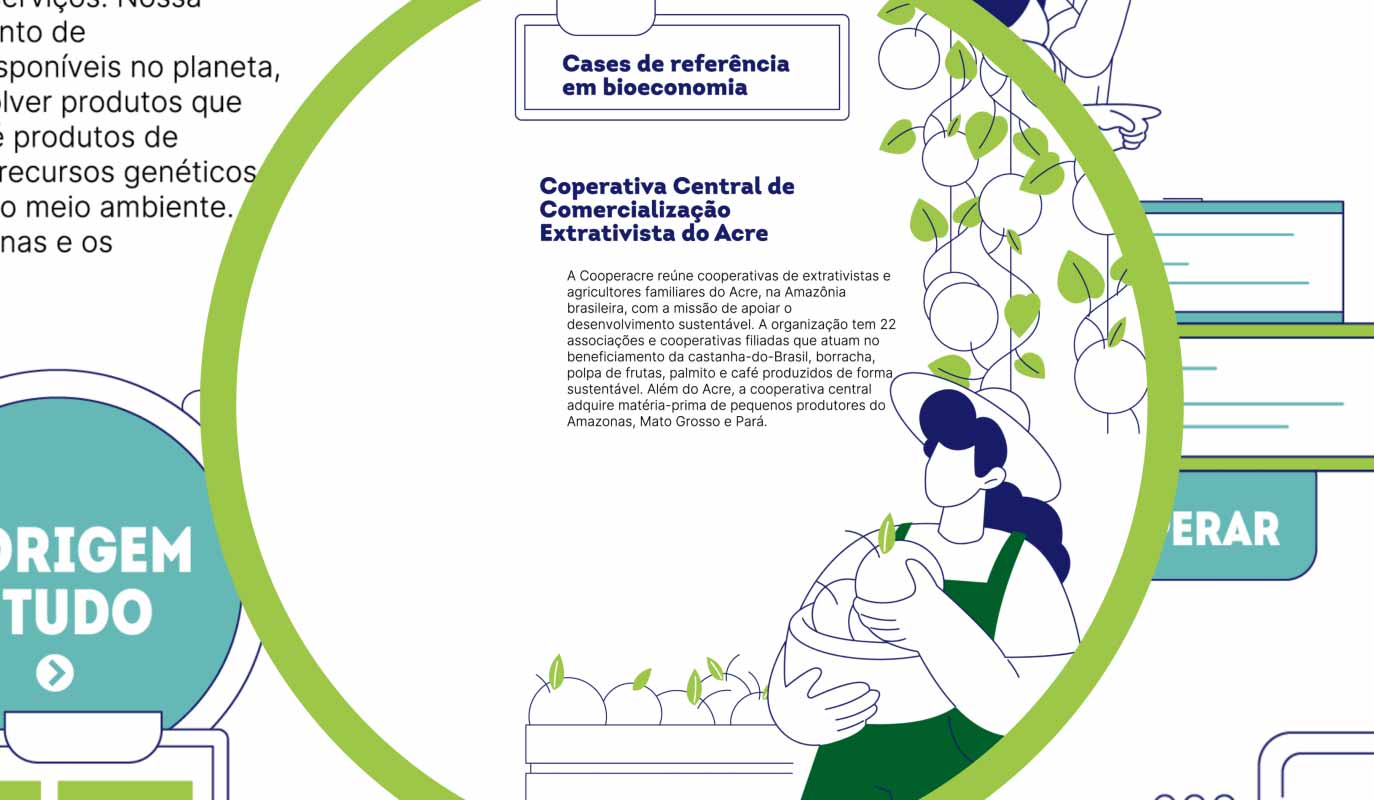 nto de
sponíveis no planeta,
olver produtos que
é produtos de
recursos genéticos
o meio ambiente.
nas e os
Cases de referência
em bioeconomia
Coperativa Central de
Comercialização
Extrativista do Acre
A Cooperacre reúne cooperativas de extrativistas e
agricultores familiares do Acre, na Amazônia
brasileira, com a missão de apoiar o
desenvolvimento sustentável. A organização tem 22
associações e cooperativas filiadas que atuam no
beneficiamento da castanha-do-Brasil, borracha,
polpa de frutas, palmito e café produzidos de forma
sustentável. Além do Acre, a cooperativa central
adquire matéria-prima de pequenos produtores do
Amazonas, Mato Grosso e Pará.
ORIGEM
TUDO
PERAR